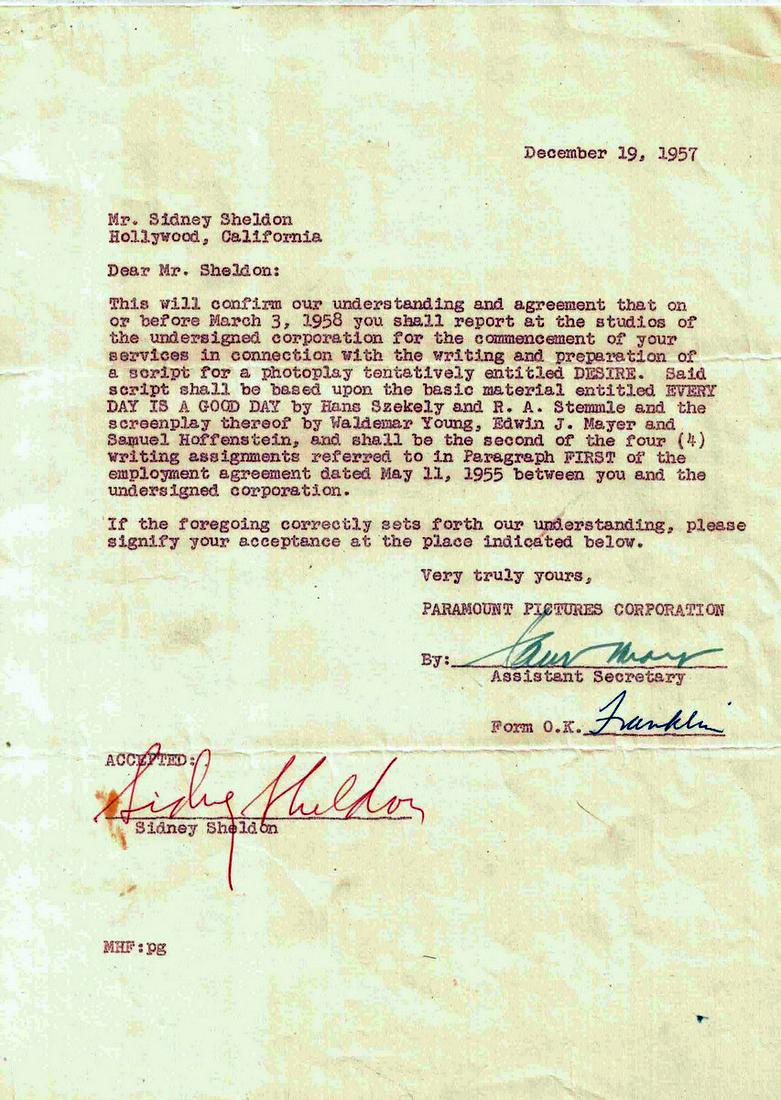 December 19, 1957
Mr. Sidney Sheldon
Hollywood, California
Dear Mr. Sheldon:
This will confirm our understanding and agreement that on
or before March 3, 1958 you shall report at the studios of
the undersigned corporation for the commencement of your
services in connection with the writing and preparation of
a script for a photoplay tentatively entitled DESIRE. Said
script shall be based upon the basic material entitled EVERY
DAY IS A GOOD DAY by Hans Szekely and R. A. Stemmle and the
screenplay thereof by Waldemar Young, Edwin J. Mayer and
Samuel Hoffenstein, and shall be the second of the four (4)
writing assignments referred to in Paragraph FIRST of the
employment agreement dated May 11, 1955 between you and the
undersigned corporation.
If the foregoing correctly sets forth our understanding, please
signify your acceptance at the place indicated below.
Very truly yours,
PARAMOUNT PICTURES CORPORATION
By:
Assistant Secretary
Form O.K. Franklin
ACCEPTED:
Sidney Sheldon
Sidney Sheldon
MHF:pg